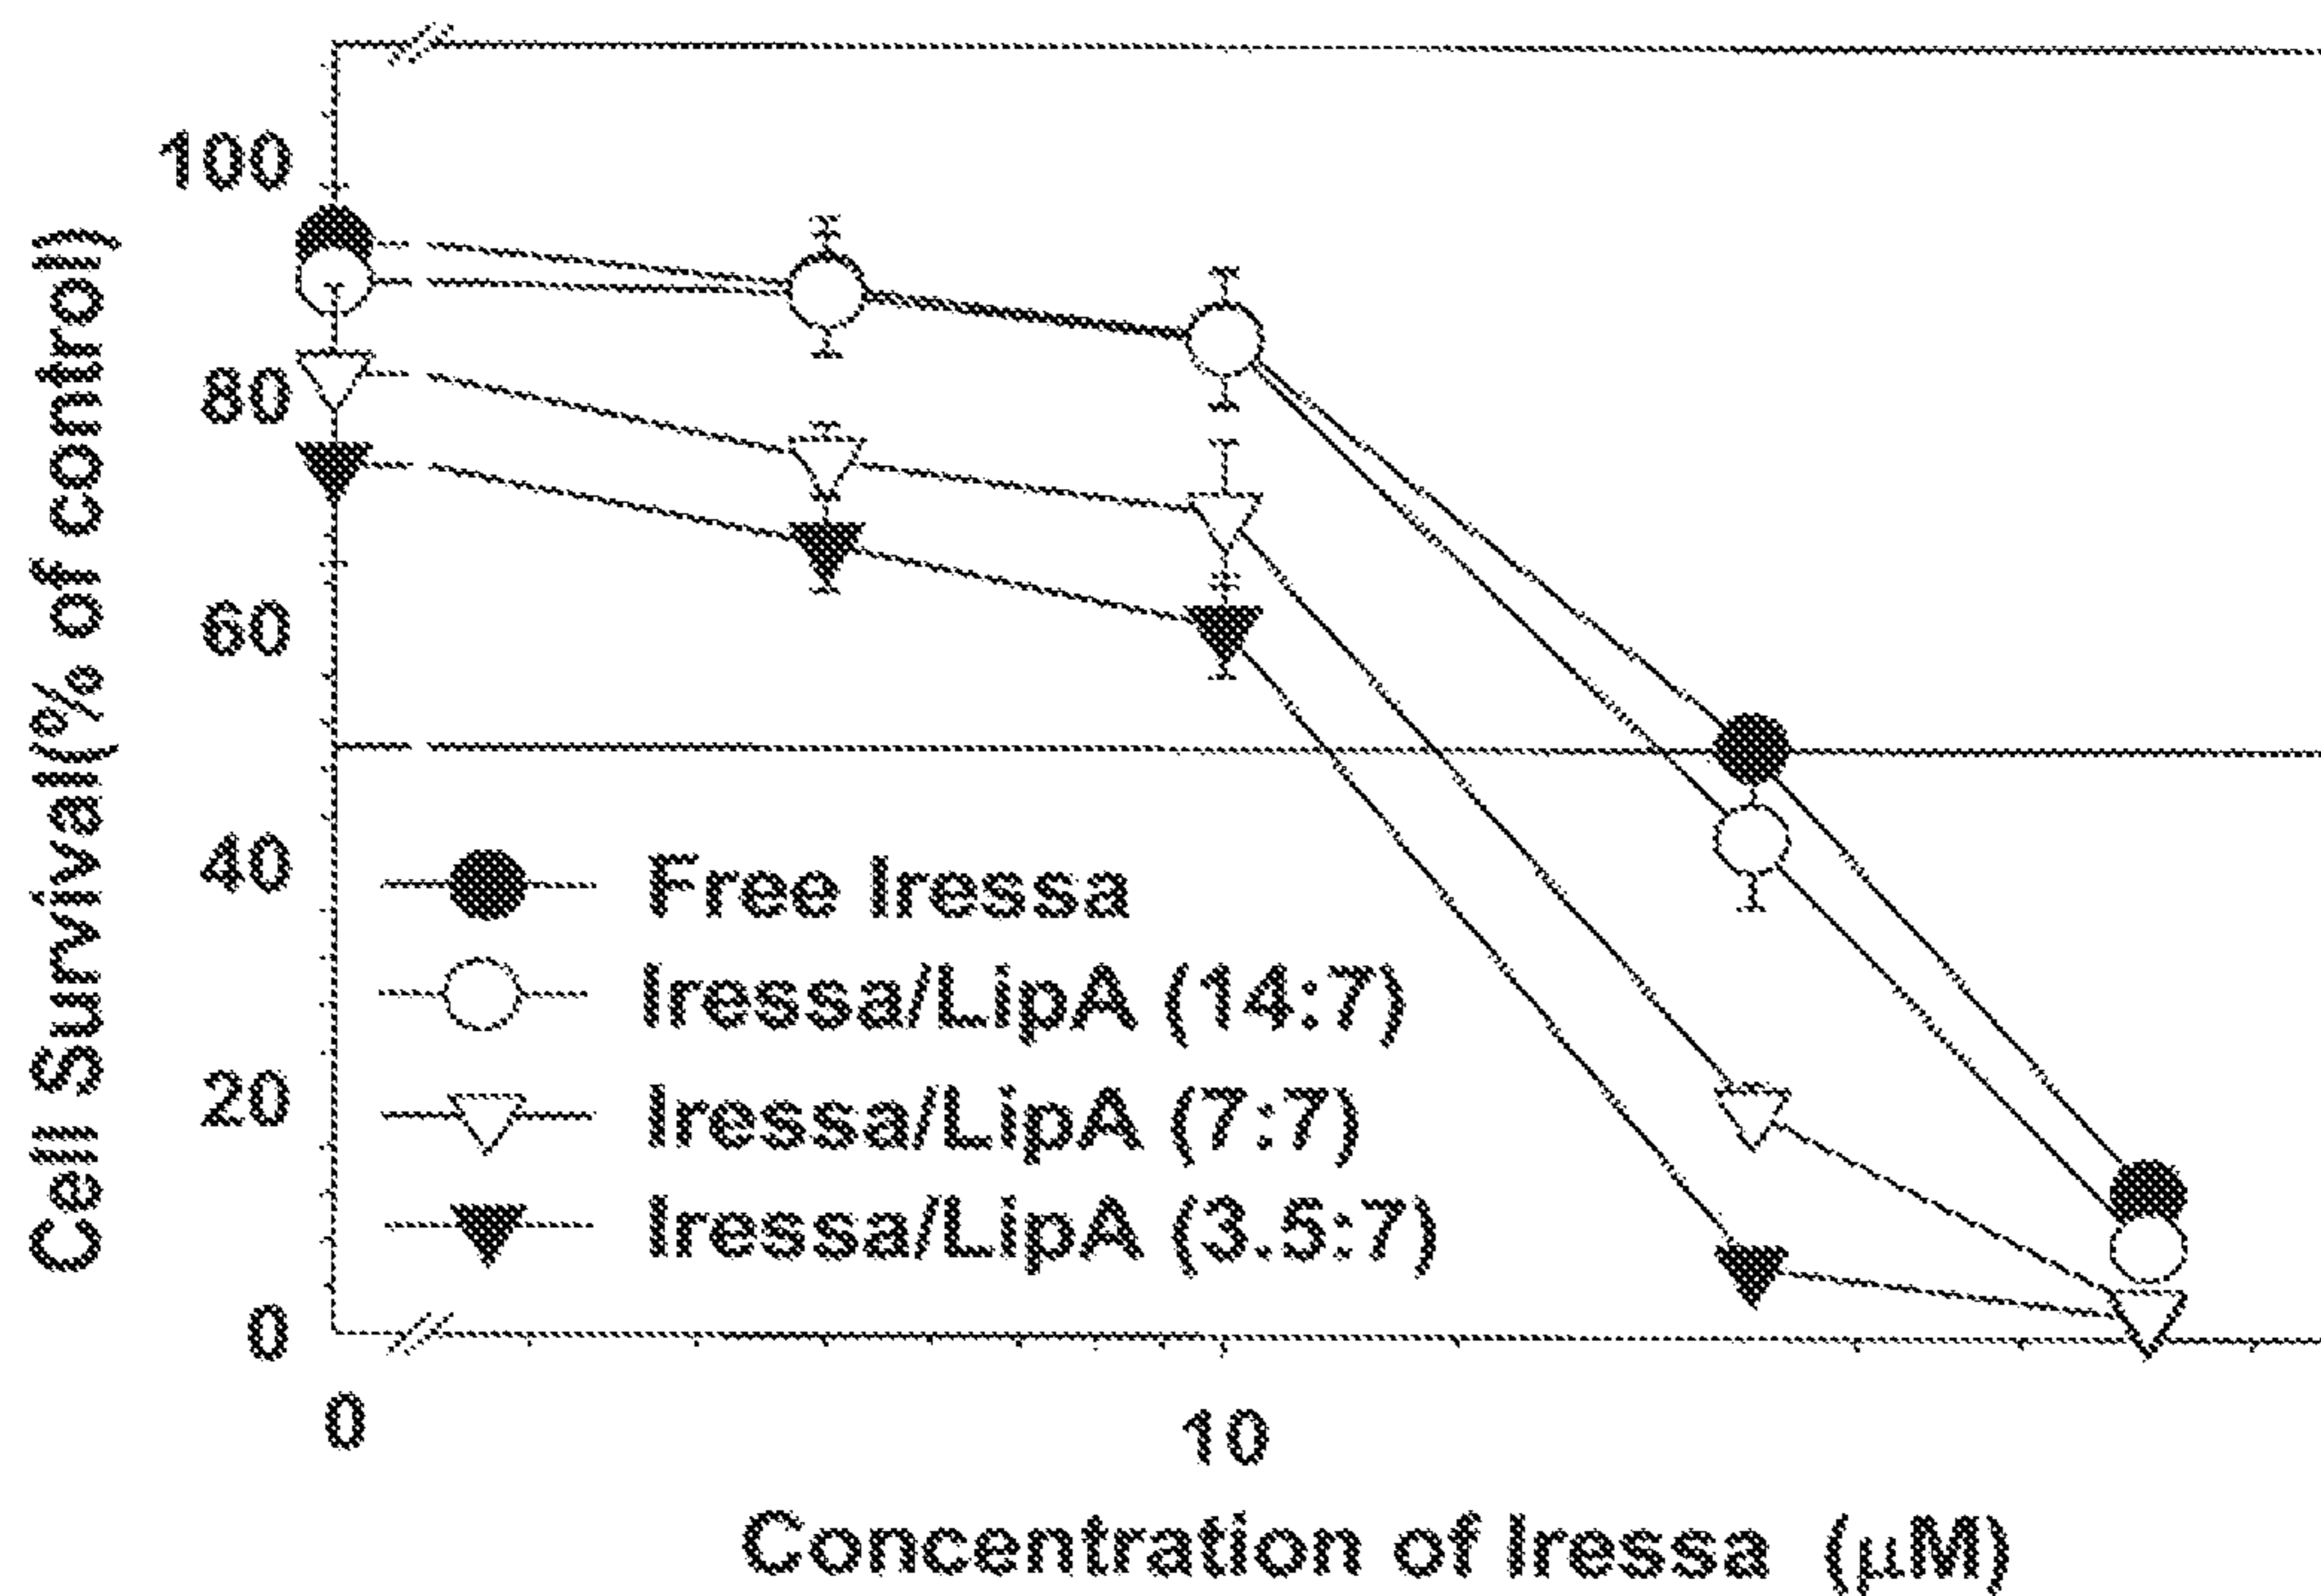 Cell Survival(% of control)
100
80
60
40
20
0
Free Iressa
Iressa/LipA (14:7)
Iressa/LipA (7:7)
Iressa/LipA (3.5:7)
0
10
Concentration of Iressa (μM)